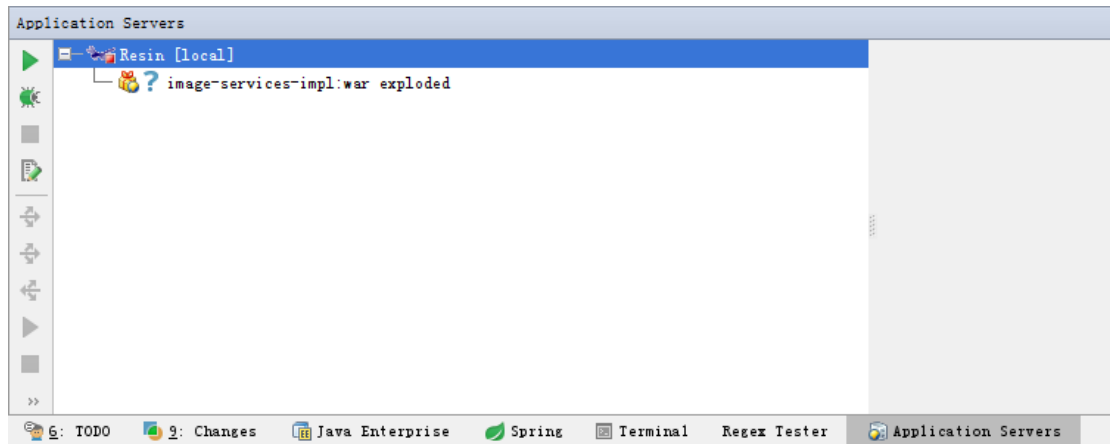 Application Servers
Resin [local]
? image-services-impl:war exploded
>>
6: TODO 9: Changes Java Enterprise Spring Terminal Regex Tester Application Servers